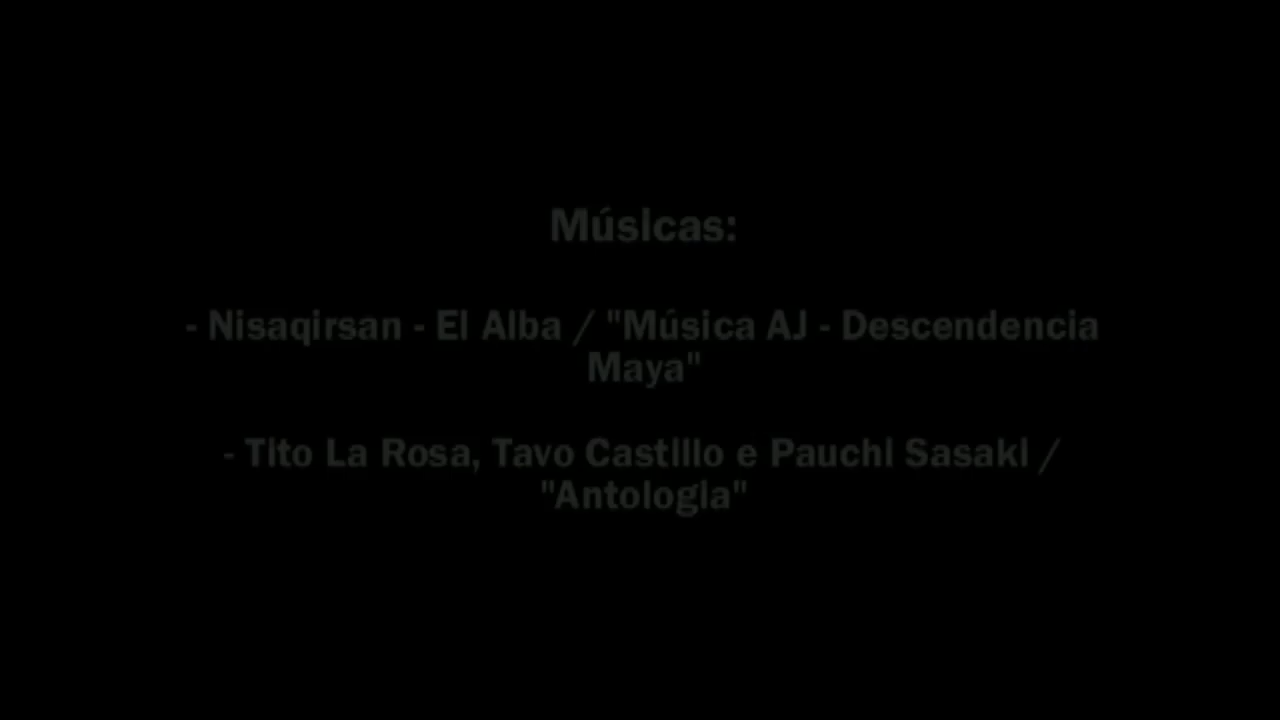 Músicas:
- Nisaqirsan - El Alba / "Música AJ - Descendencia
Maya"
- Tito La Rosa, Tavo Castillo e Pauchi Sasaki /
"Antologia"